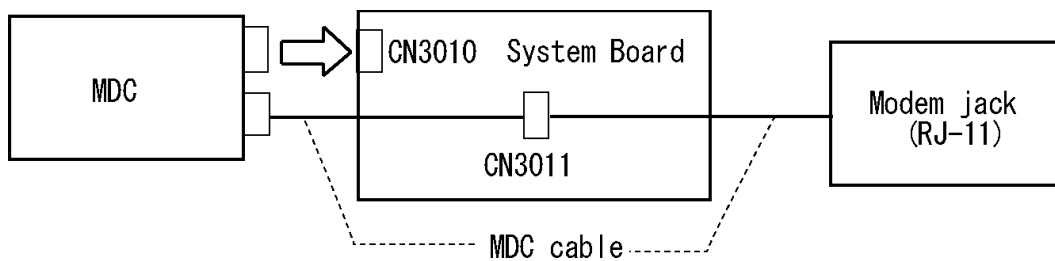 MDC
CN3010 System Board
CN3011
Modem jack
(RJ-11)
MDC cable